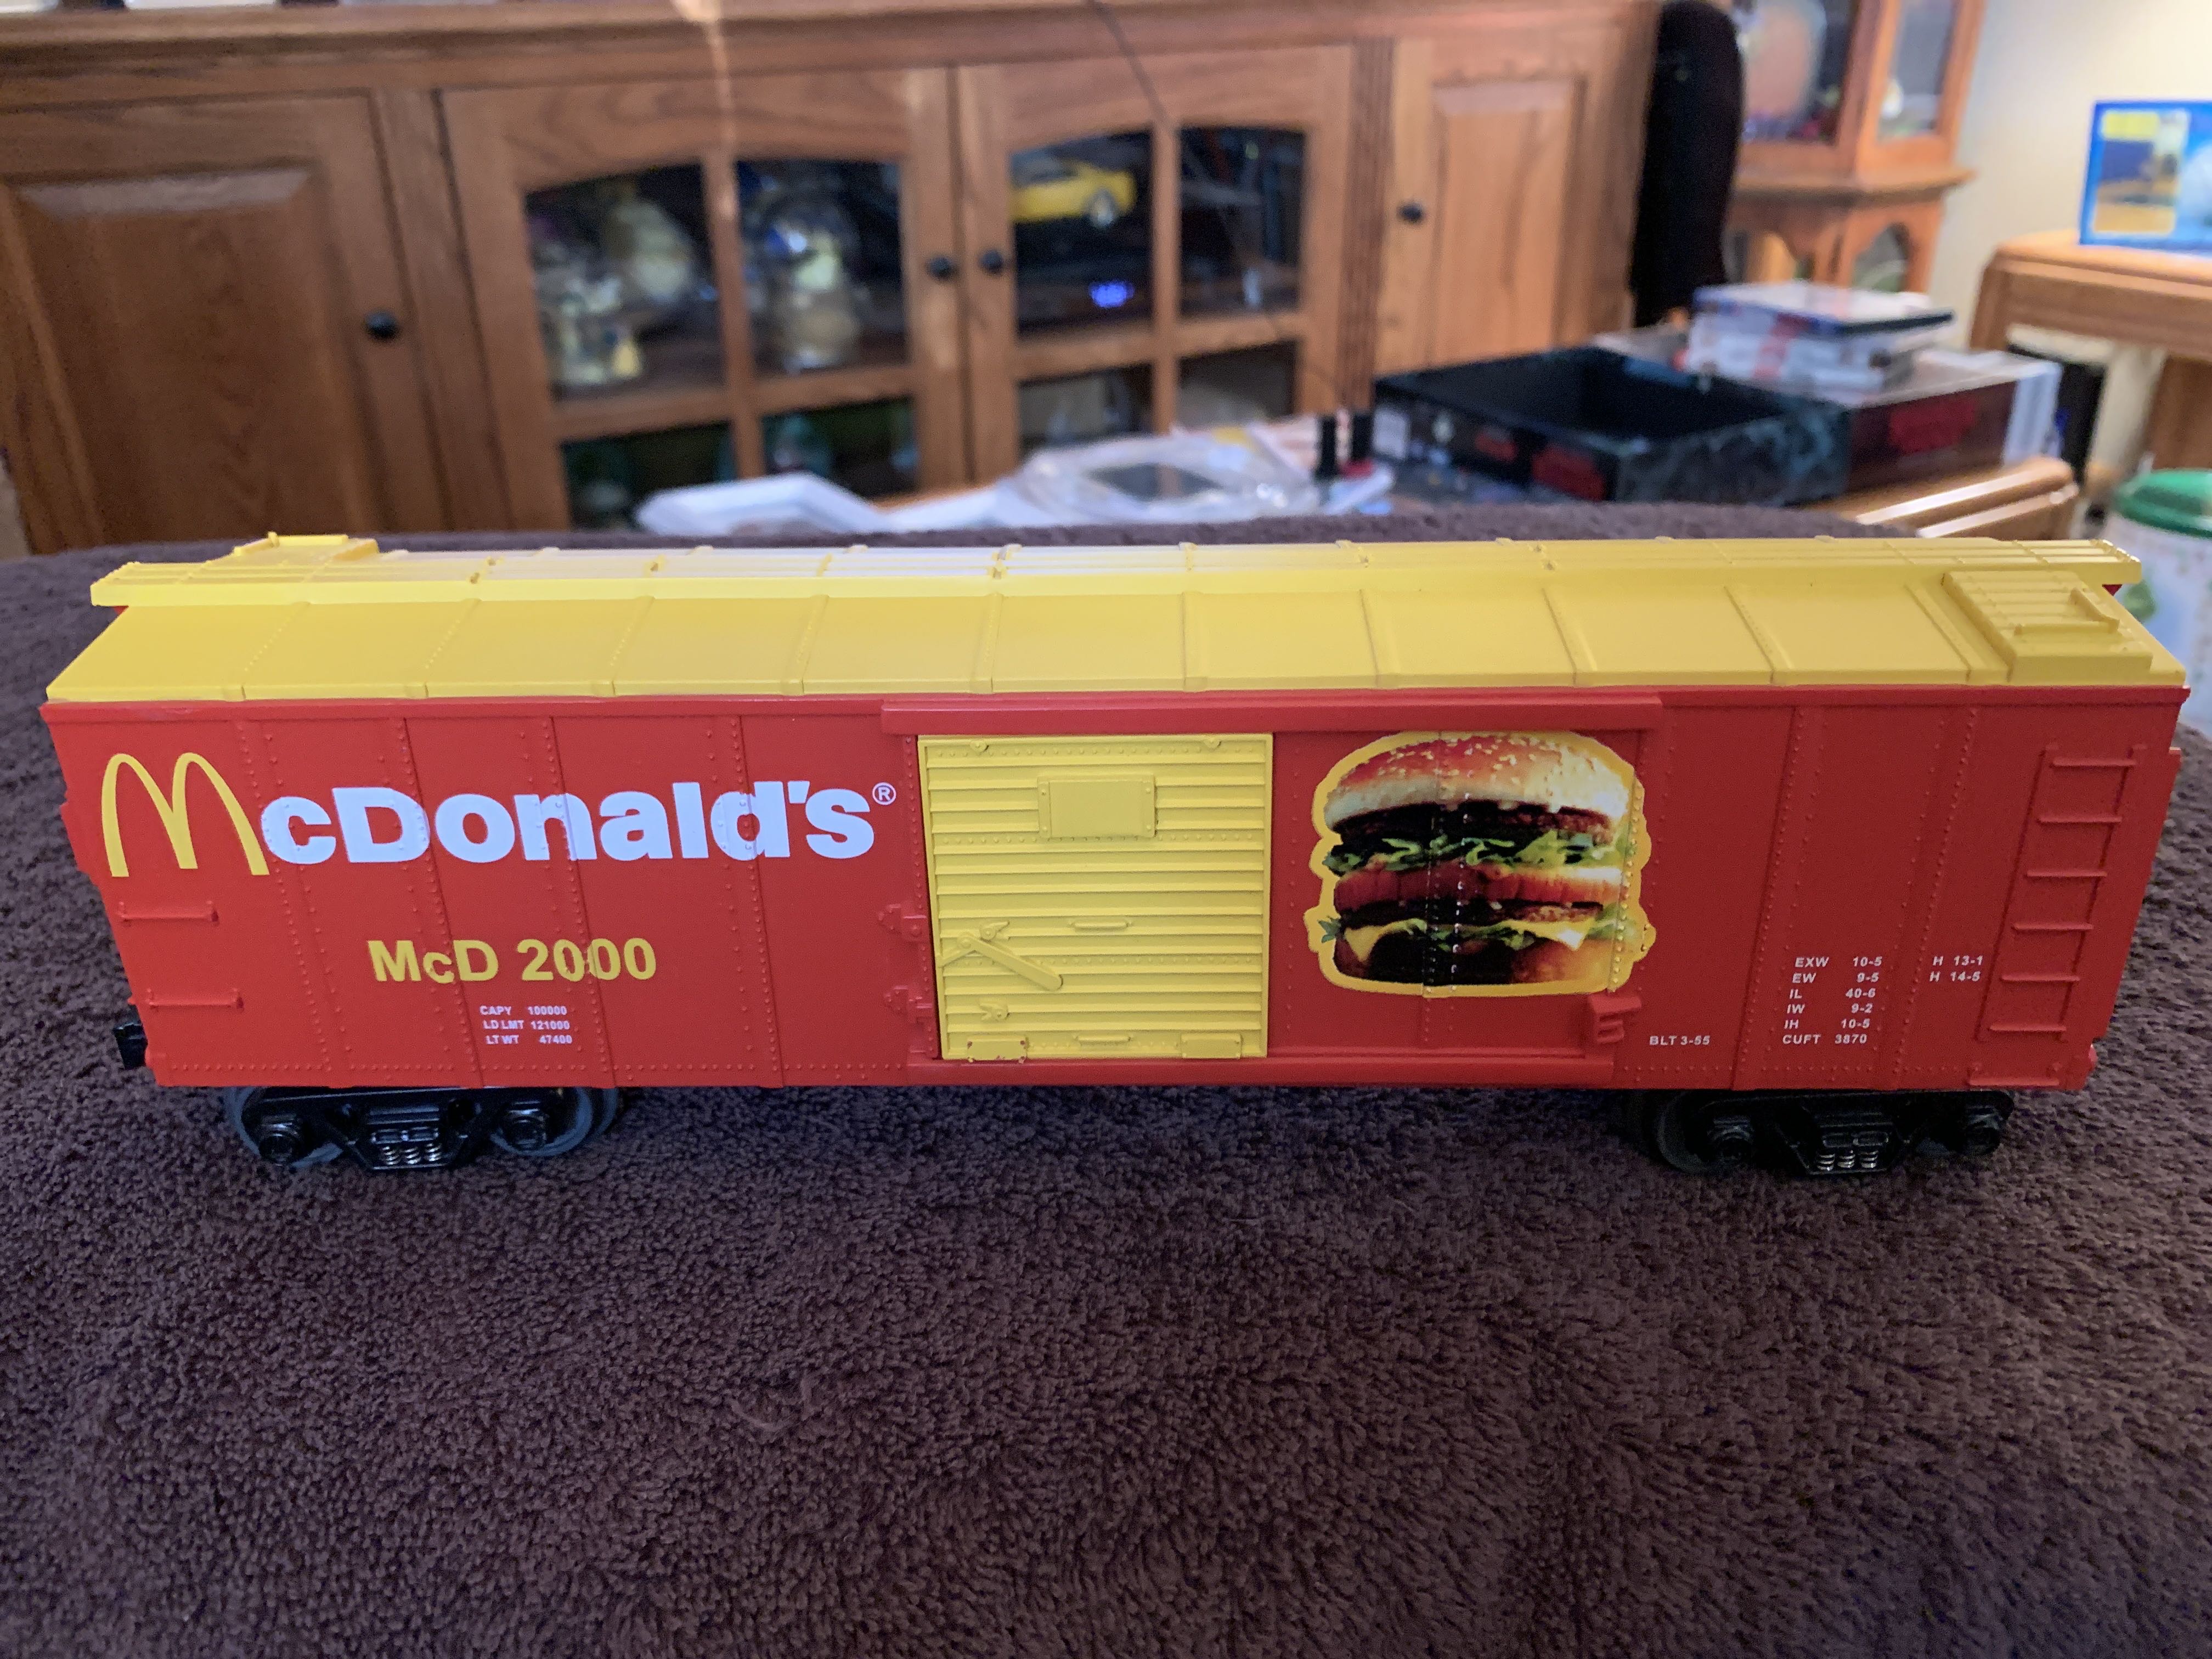 McDonald's®
McD 2000
CAPY 100000
LD LMT 121000
LT WT 47400
BLT 3-55
EXW 10-5 H 13-1
EW 9-5 H 14-5
IL 40-6
IW 9-2
IH 10-5
CUFT 3870